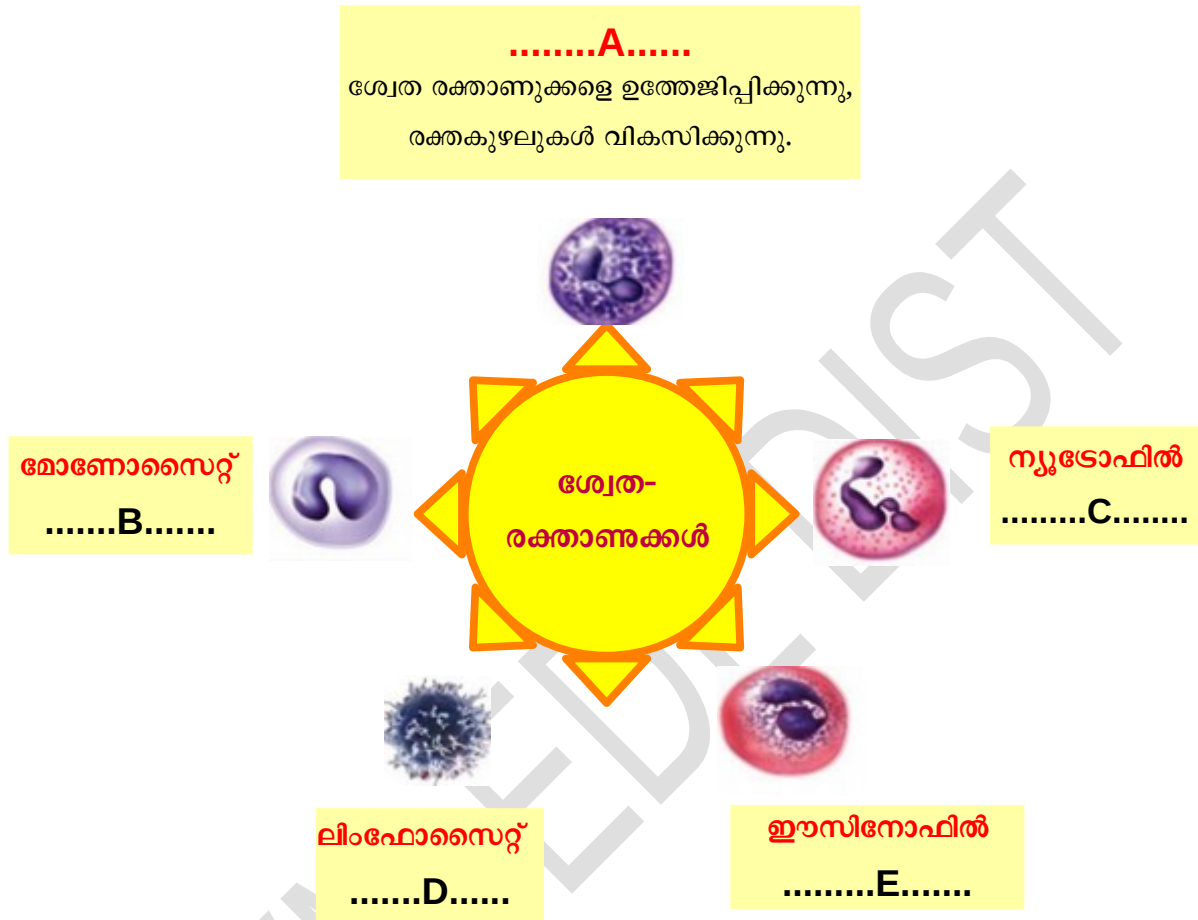 ........A......
ശ്വേത രക്താണുക്കളെ ഉത്തേജിപ്പിക്കുന്നു,
രക്തകുഴലുകൾ വികസിക്കുന്നു.
മോണോസൈറ്റ്
.......B.......
ശ്വേത-
രക്താണുക്കൾ
ന്യൂട്രോഫിൽ
.........C........
ലിംഫോസൈറ്റ്
.......D......
ഈസിനോഫിൽ
.........E.......